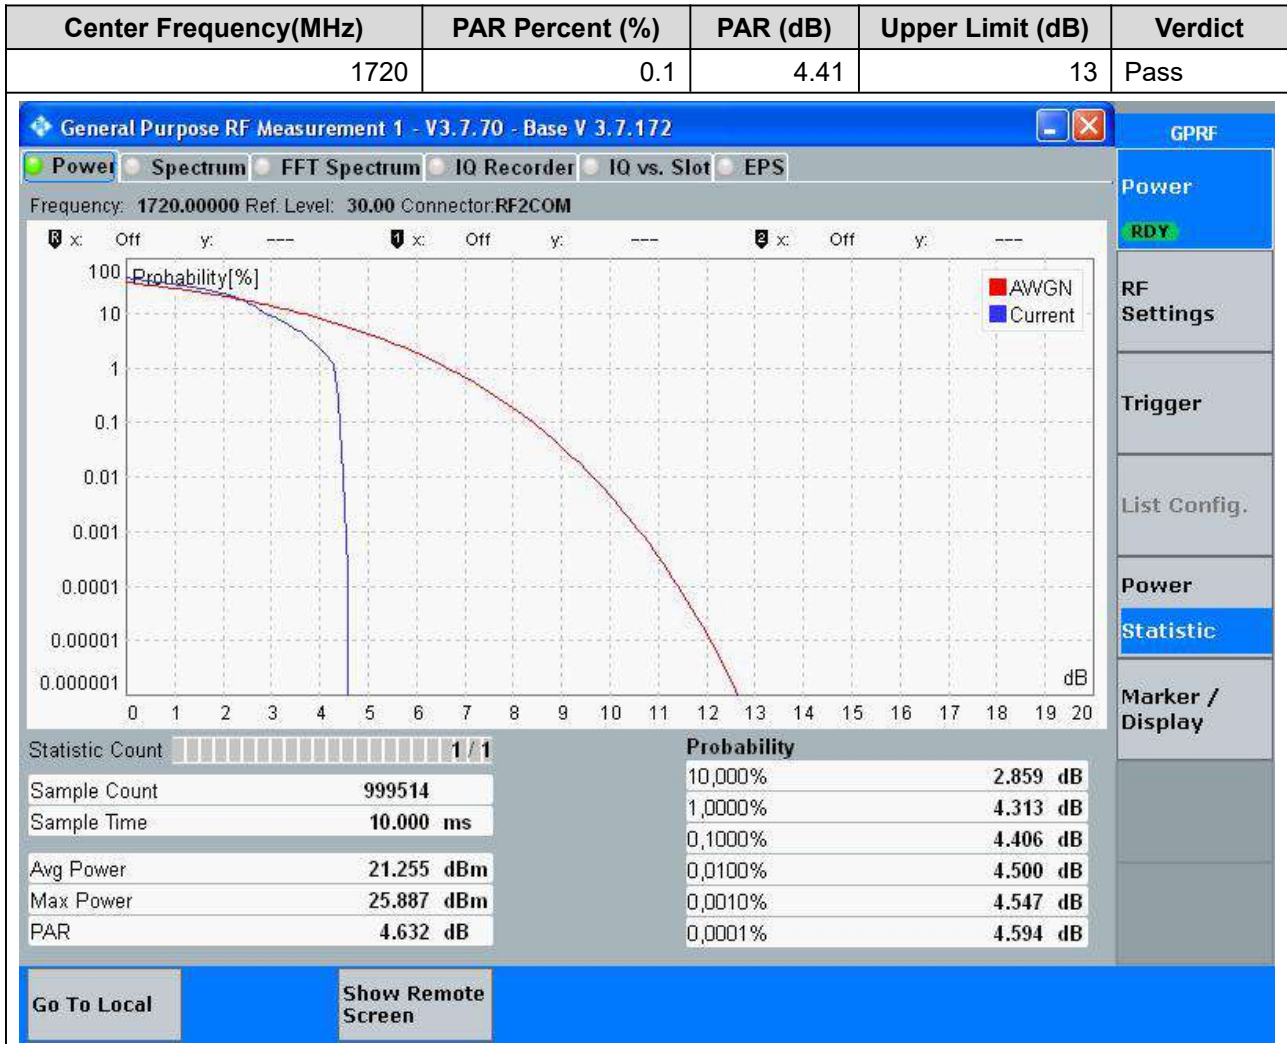 Center Frequency(MHz) PAR Percent (%) PAR (dB) Upper Limit (dB) Verdict
1720 0.1 4.41 13 Pass
General Purpose RF Measurement 1 - V3.7.70 - Base V 3.7.172
GPRF
Power Spectrum FFT Spectrum IQ Recorder IQ vs. Slot EPS
Power
RDY
Frequency: 1720.00000 Ref. Level: 30.00 Connector:RF2COM
R x: Off y: --- 1 x: Off y: --- 2 x: Off y: ---
Probability[%]
AWGN
Current
100
10
1
0.1
0.01
0.001
0.0001
0.00001
0.000001
dB
0 1 2 3 4 5 6 7 8 9 10 11 12 13 14 15 16 17 18 19 20
RF
Settings
Trigger
List Config.
Power
Statistic
Marker /
Display
Statistic Count 1 / 1
Sample Count 999514
Sample Time 10.000 ms
Avg Power 21.255 dBm
Max Power 25.887 dBm
PAR 4.632 dB
Probability
10,000% 2.859 dB
1,0000% 4.313 dB
0,1000% 4.406 dB
0,0100% 4.500 dB
0,0010% 4.547 dB
0,0001% 4.594 dB
Go To Local
Show Remote
Screen